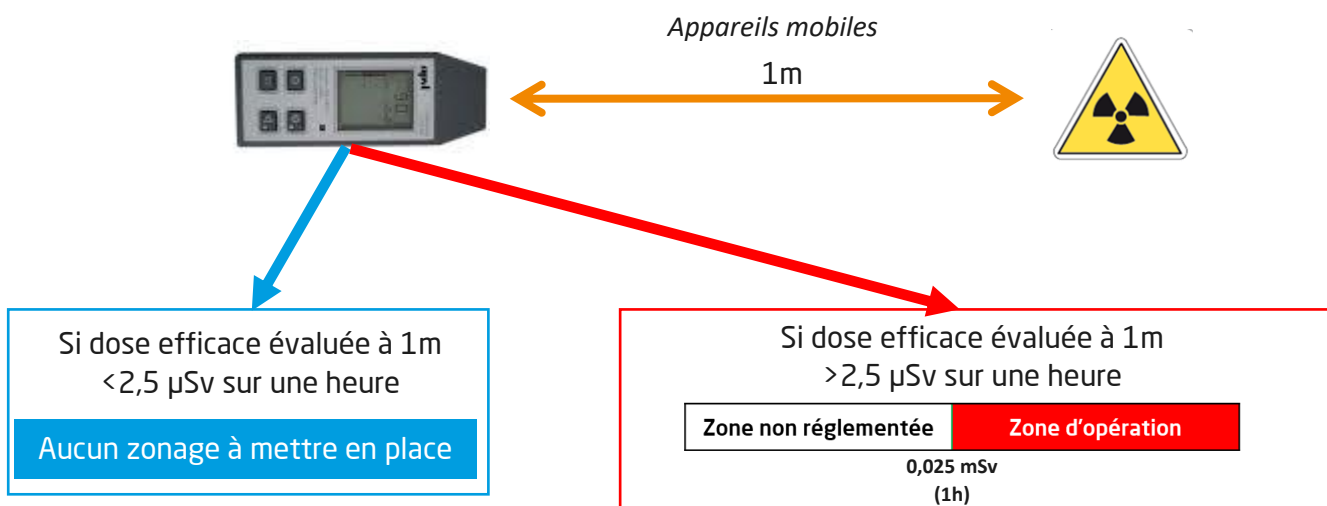 Appareils mobiles
1m
Si dose efficace évaluée à 1m
<2,5 µSv sur une heure
Aucun zonage à mettre en place
Si dose efficace évaluée à 1m
>2,5 µSv sur une heure
Zone non réglementée Zone d'opération
0,025 mSv
(1h)